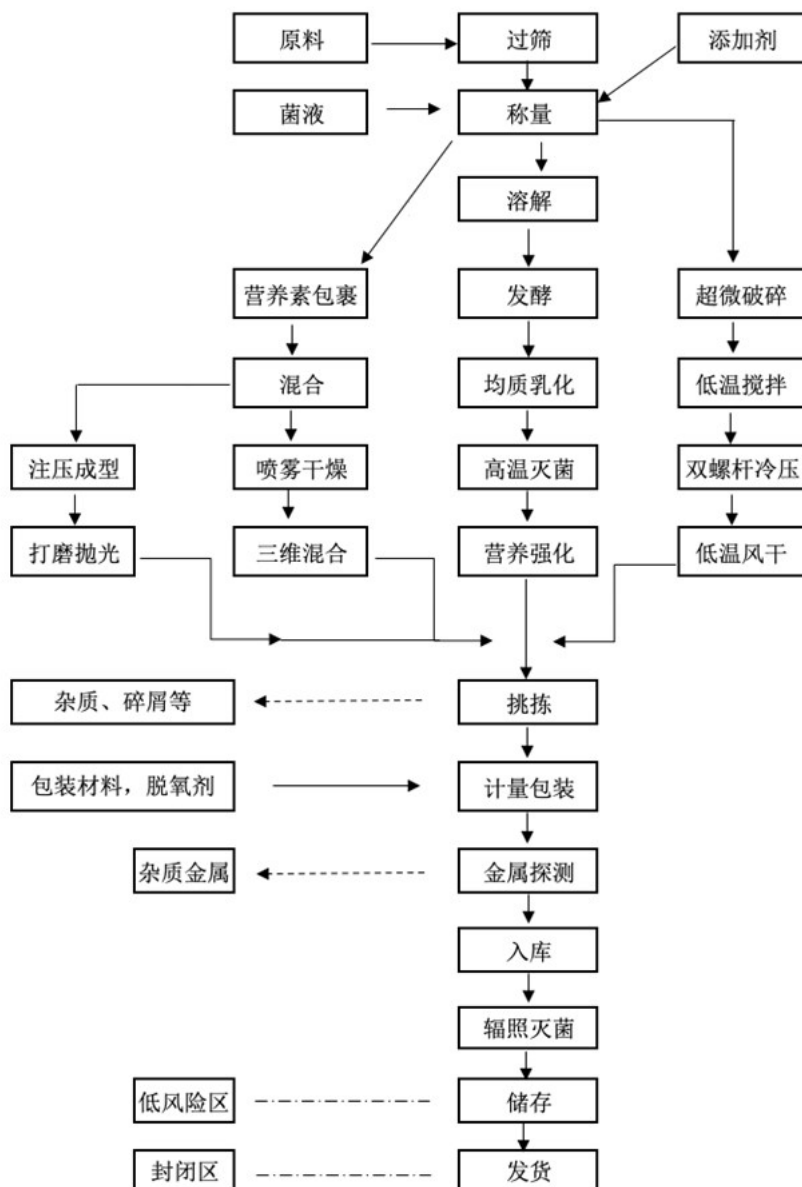 原料
过筛
添加剂
菌液
称量
溶解
营养素包裹
发酵
超微破碎
混合
均质乳化
低温搅拌
注压成型
喷雾干燥
高温灭菌
双螺杆冷压
打磨抛光
三维混合
营养强化
低温风干
杂质、碎屑等
挑拣
包装材料，脱氧剂
计量包装
杂质金属
金属探测
入库
辐照灭菌
低风险区
储存
封闭区
发货